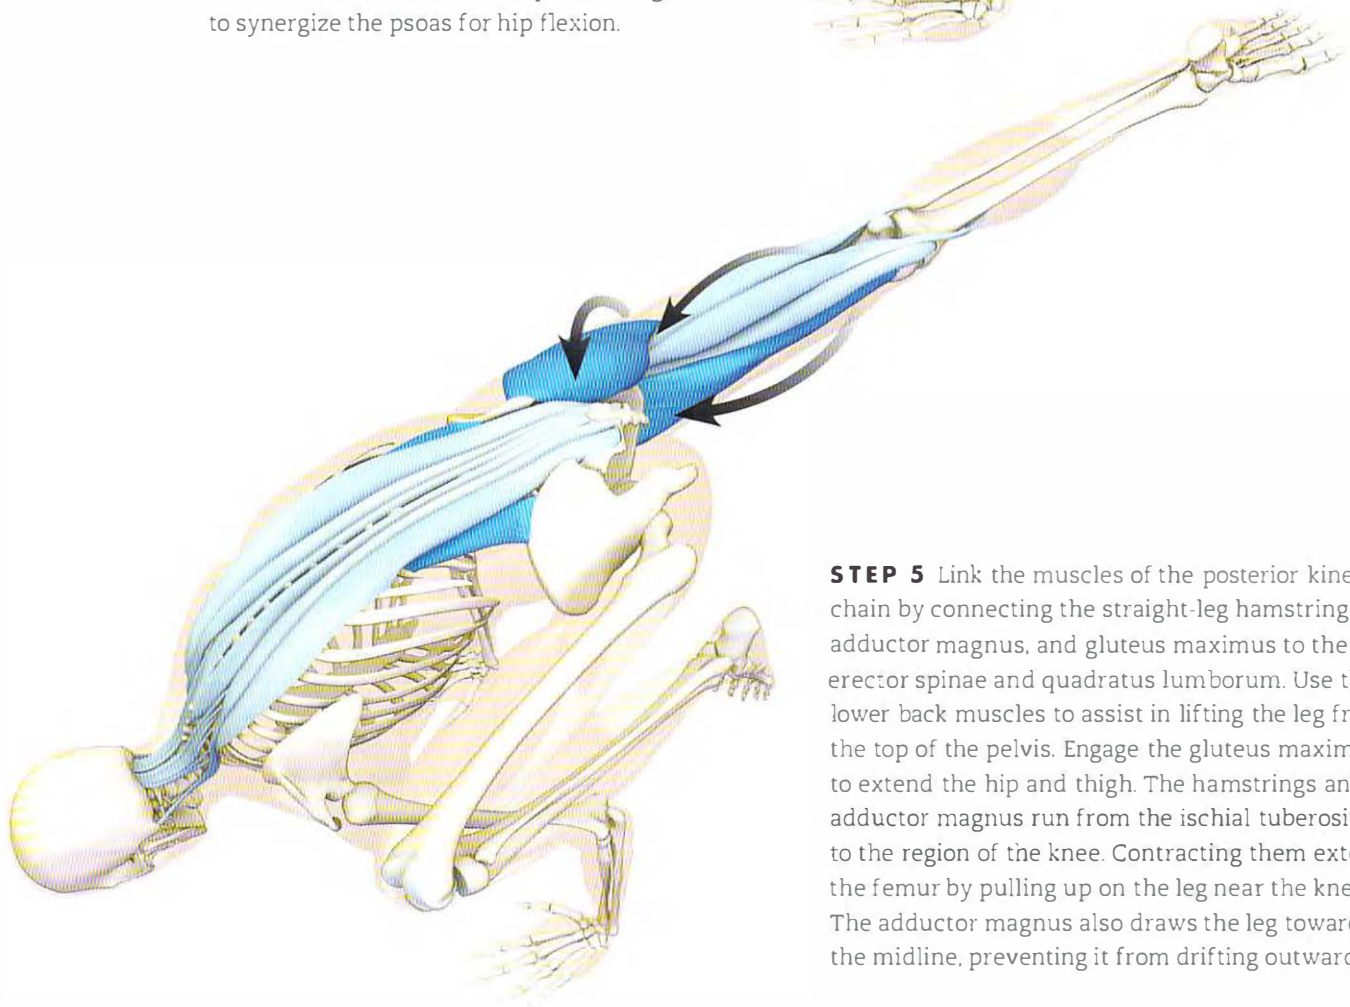 to synergize the psoas for hip flexion.
STEP 5 Link the muscles of the posterior kine
chain by connecting the straight-leg hamstring
adductor magnus, and gluteus maximus to the
erector spinae and quadratus lumborum. Use t
lower back muscles to assist in lifting the leg fr
the top of the pelvis. Engage the gluteus maxim
to extend the hip and thigh. The hamstrings an
adductor magnus run from the ischial tuberosi
to the region of the knee. Contracting them exte
the femur by pulling up on the leg near the kne
The adductor magnus also draws the leg towar
the midline, preventing it from drifting outward